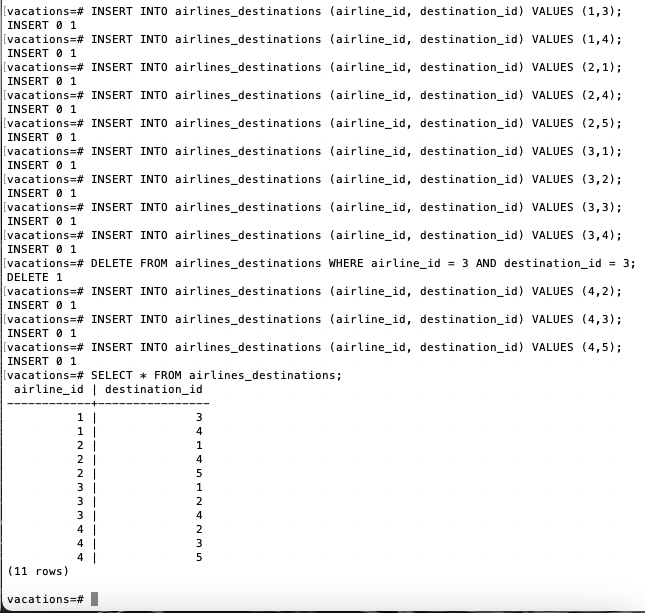 [vacations=# INSERT INTO airlines_destinations (airline_id, destination_id) VALUES (1,3);
INSERT 0 1
[vacations=# INSERT INTO airlines_destinations (airline_id, destination_id) VALUES (1,4);
INSERT 0 1
[vacations=# INSERT INTO airlines_destinations (airline_id, destination_id) VALUES (2,1);
INSERT 0 1
[vacations=# INSERT INTO airlines_destinations (airline_id, destination_id) VALUES (2,4);
INSERT 0 1
[vacations=# INSERT INTO airlines_destinations (airline_id, destination_id) VALUES (2,5);
INSERT 0 1
[vacations=# INSERT INTO airlines_destinations (airline_id, destination_id) VALUES (3,1);
INSERT 0 1
[vacations=# INSERT INTO airlines_destinations (airline_id, destination_id) VALUES (3,2);
INSERT 0 1
[vacations=# INSERT INTO airlines_destinations (airline_id, destination_id) VALUES (3,3);
INSERT 0 1
[vacations=# INSERT INTO airlines_destinations (airline_id, destination_id) VALUES (3,4);
INSERT 0 1
[vacations=# DELETE FROM airlines_destinations WHERE airline_id = 3 AND destination_id = 3;
DELETE 1
[vacations=# INSERT INTO airlines_destinations (airline_id, destination_id) VALUES (4,2);
INSERT 0 1
[vacations=# INSERT INTO airlines_destinations (airline_id, destination_id) VALUES (4,3);
INSERT 0 1
[vacations=# INSERT INTO airlines_destinations (airline_id, destination_id) VALUES (4,5);
INSERT 0 1
[vacations=# SELECT * FROM airlines_destinations;
 airline_id | destination_id
------------+----------------
          1 |              3
          1 |              4
          2 |              1
          2 |              4
          2 |              5
          3 |              1
          3 |              2
          3 |              4
          4 |              2
          4 |              3
          4 |              5
(11 rows)
vacations=#